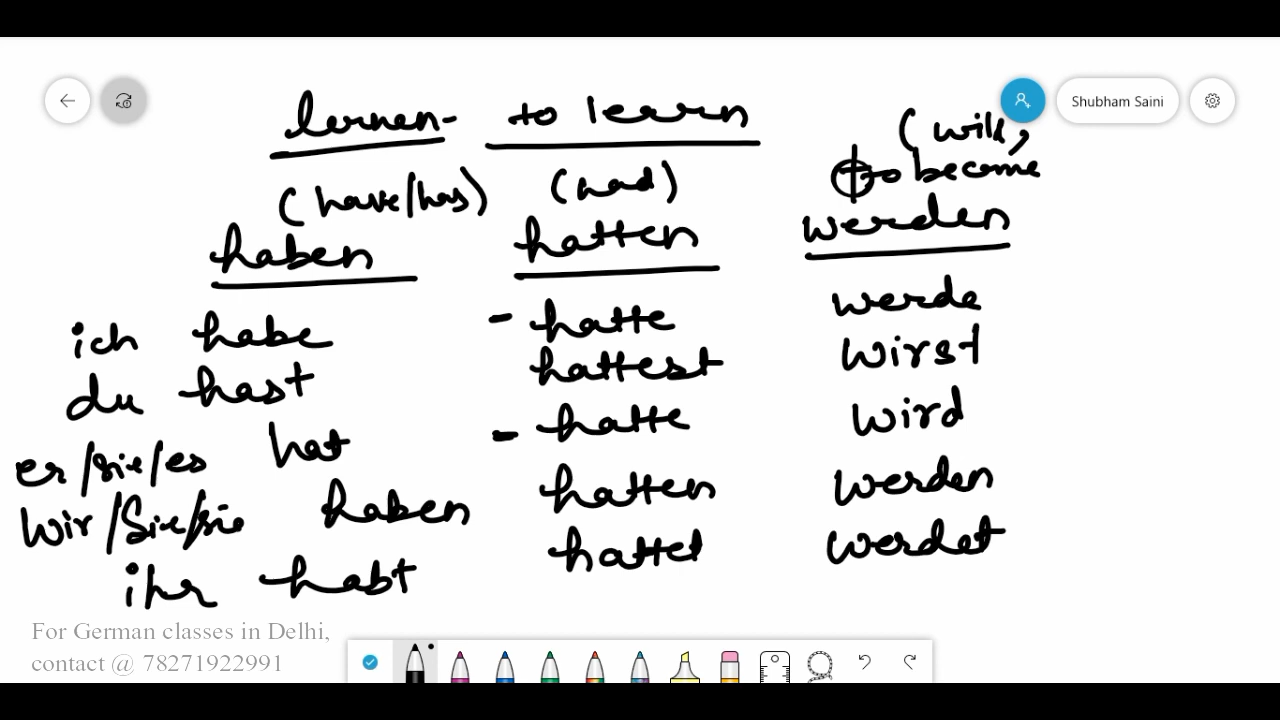 Shubham Saini
lernen- to learn
(will,
to become
(have/has) (had)
haben hatten werden
ich habe - hatte werde
du hast hattest wirst
er/sie/es hat - hatte wird
Wir/Sie/sie haben hatten werden
ihr habt hattet werdet
For German classes in Delhi,
contact @ 78271922991